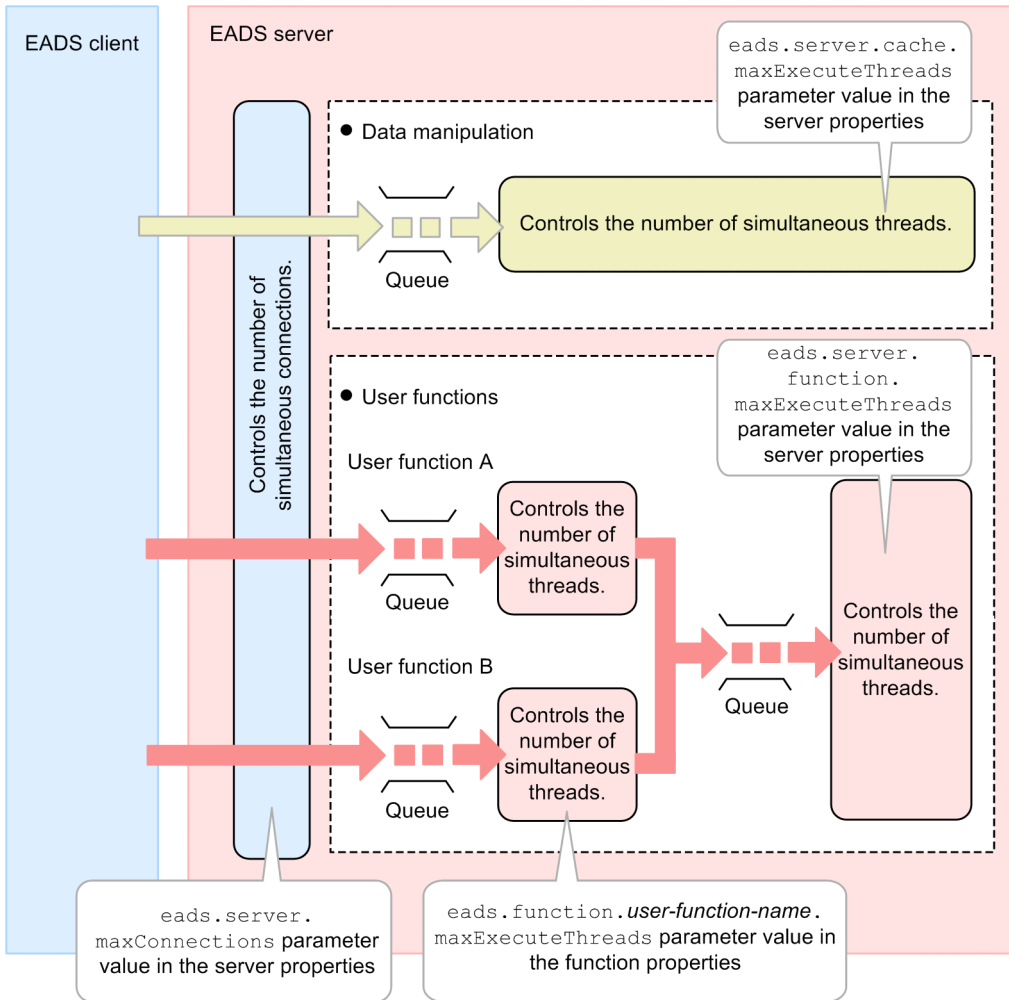 EADS client
EADS server
eads.server.cache.
maxExecuteThreads
parameter value in the
server properties
● Data manipulation
Controls the number of simultaneous threads.
Queue
Controls the number of
simultaneous connections.
eads.server.
function.
maxExecuteThreads
parameter value in the
server properties
● User functions
User function A
Controls the
number of
simultaneous
threads.
Queue
User function B
Controls the
number of
simultaneous
threads.
Queue
Queue
Controls the
number of
simultaneous
threads.
eads.server.
maxConnections parameter
value in the server properties
eads.function.user-function-name.
maxExecuteThreads parameter value in
the function properties